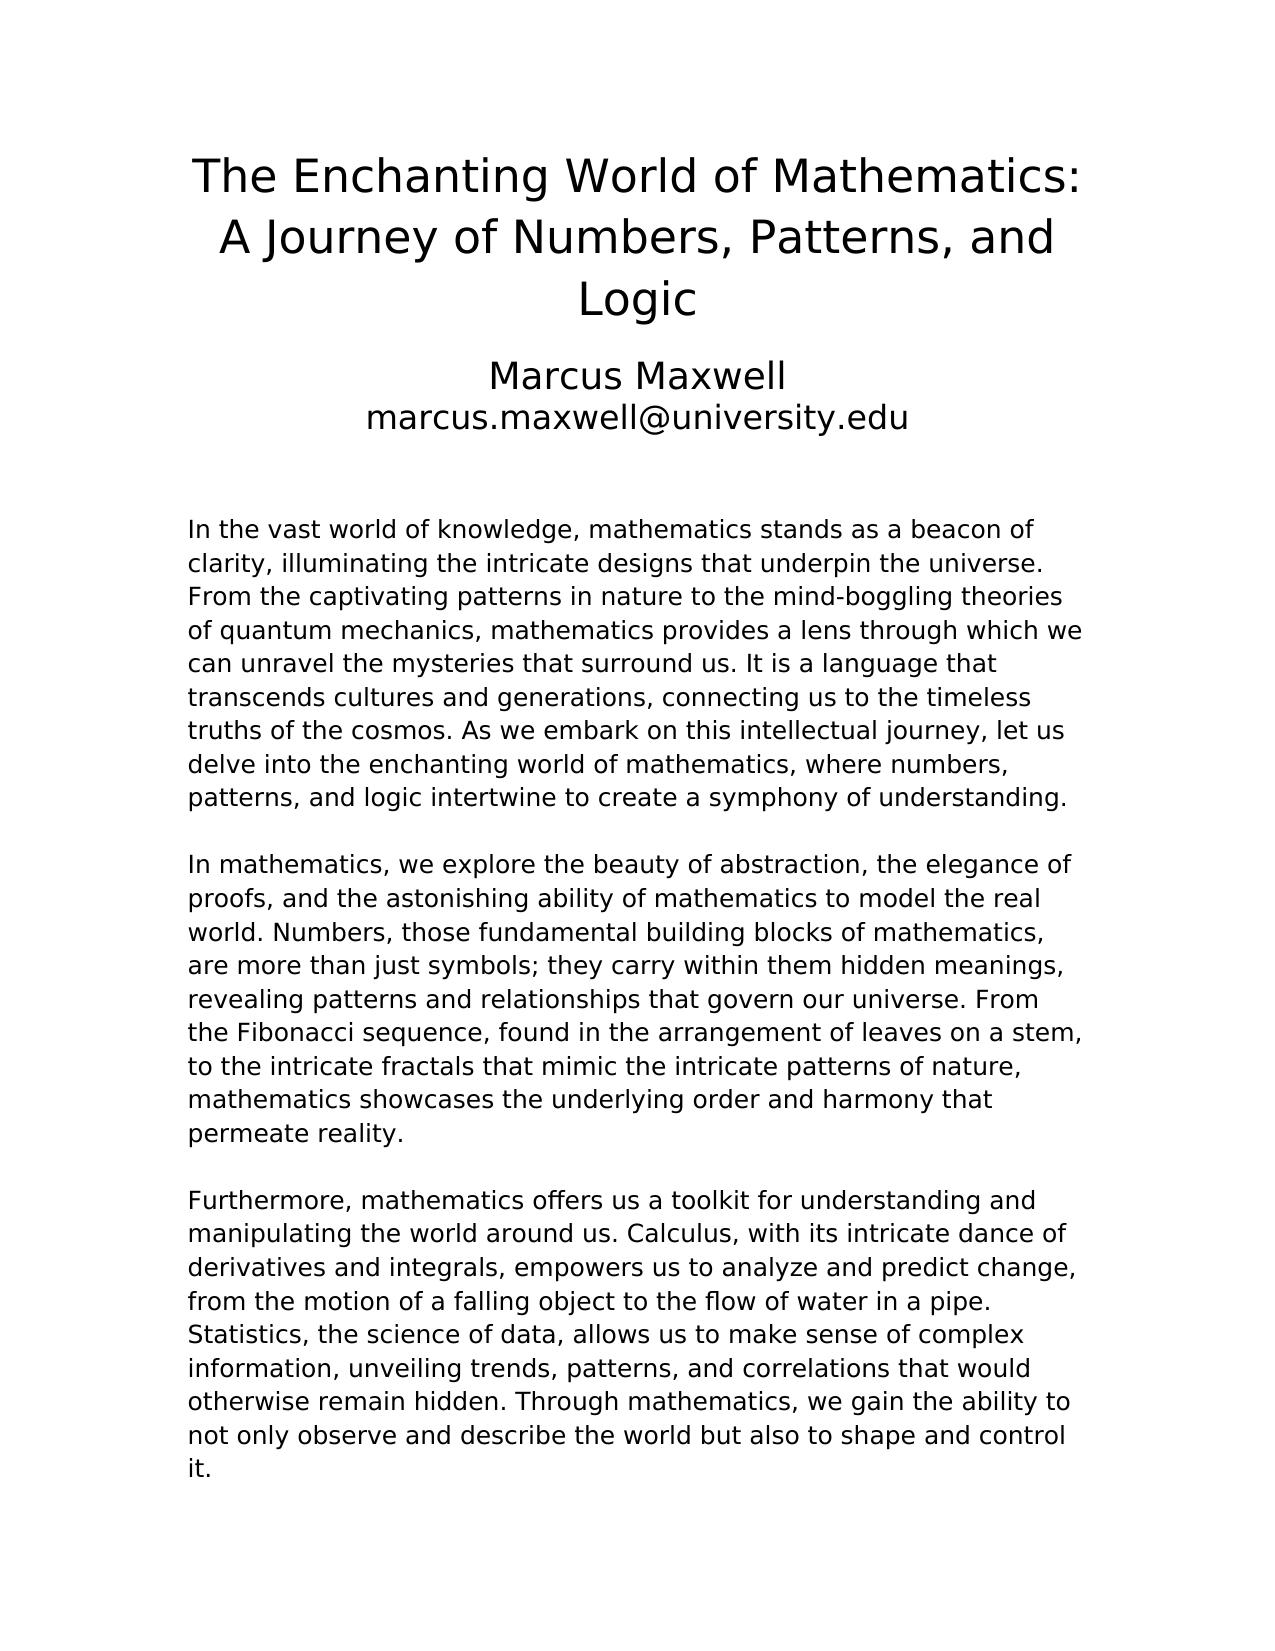 The Enchanting World of Mathematics:
A Journey of Numbers, Patterns, and
Logic
Marcus Maxwell
marcus.maxwell@university.edu
In the vast world of knowledge, mathematics stands as a beacon of
clarity, illuminating the intricate designs that underpin the universe.
From the captivating patterns in nature to the mind-boggling theories
of quantum mechanics, mathematics provides a lens through which we
can unravel the mysteries that surround us. It is a language that
transcends cultures and generations, connecting us to the timeless
truths of the cosmos. As we embark on this intellectual journey, let us
delve into the enchanting world of mathematics, where numbers,
patterns, and logic intertwine to create a symphony of understanding.
In mathematics, we explore the beauty of abstraction, the elegance of
proofs, and the astonishing ability of mathematics to model the real
world. Numbers, those fundamental building blocks of mathematics,
are more than just symbols; they carry within them hidden meanings,
revealing patterns and relationships that govern our universe. From
the Fibonacci sequence, found in the arrangement of leaves on a stem,
to the intricate fractals that mimic the intricate patterns of nature,
mathematics showcases the underlying order and harmony that
permeate reality.
Furthermore, mathematics offers us a toolkit for understanding and
manipulating the world around us. Calculus, with its intricate dance of
derivatives and integrals, empowers us to analyze and predict change,
from the motion of a falling object to the flow of water in a pipe.
Statistics, the science of data, allows us to make sense of complex
information, unveiling trends, patterns, and correlations that would
otherwise remain hidden. Through mathematics, we gain the ability to
not only observe and describe the world but also to shape and control
it.